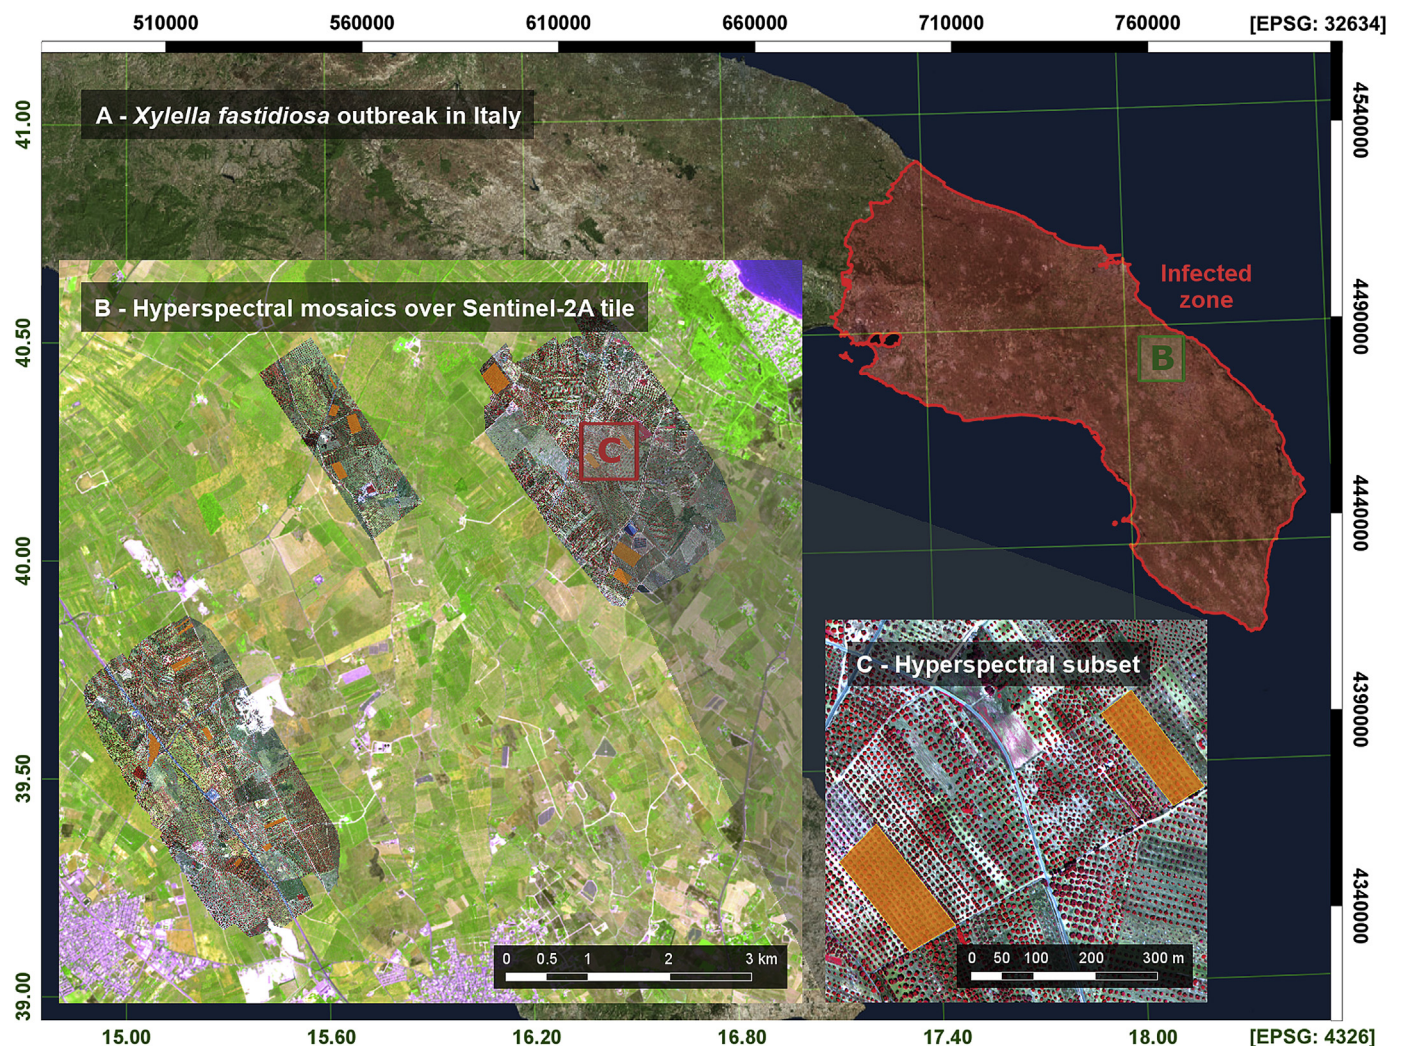 510000 560000 610000 660000 710000 760000 [EPSG: 32634]
A - Xylella fastidiosa outbreak in Italy
B - Hyperspectral mosaics over Sentinel-2A tile
Infected
zone
B
C
C - Hyperspectral subset
0 0.5 1 2 3 km
0 50 100 200 300 m
41.00
40.50
40.00
39.50
39.00
4540000
4490000
4440000
4390000
4340000
15.00 15.60 16.20 16.80 17.40 18.00 [EPSG: 4326]